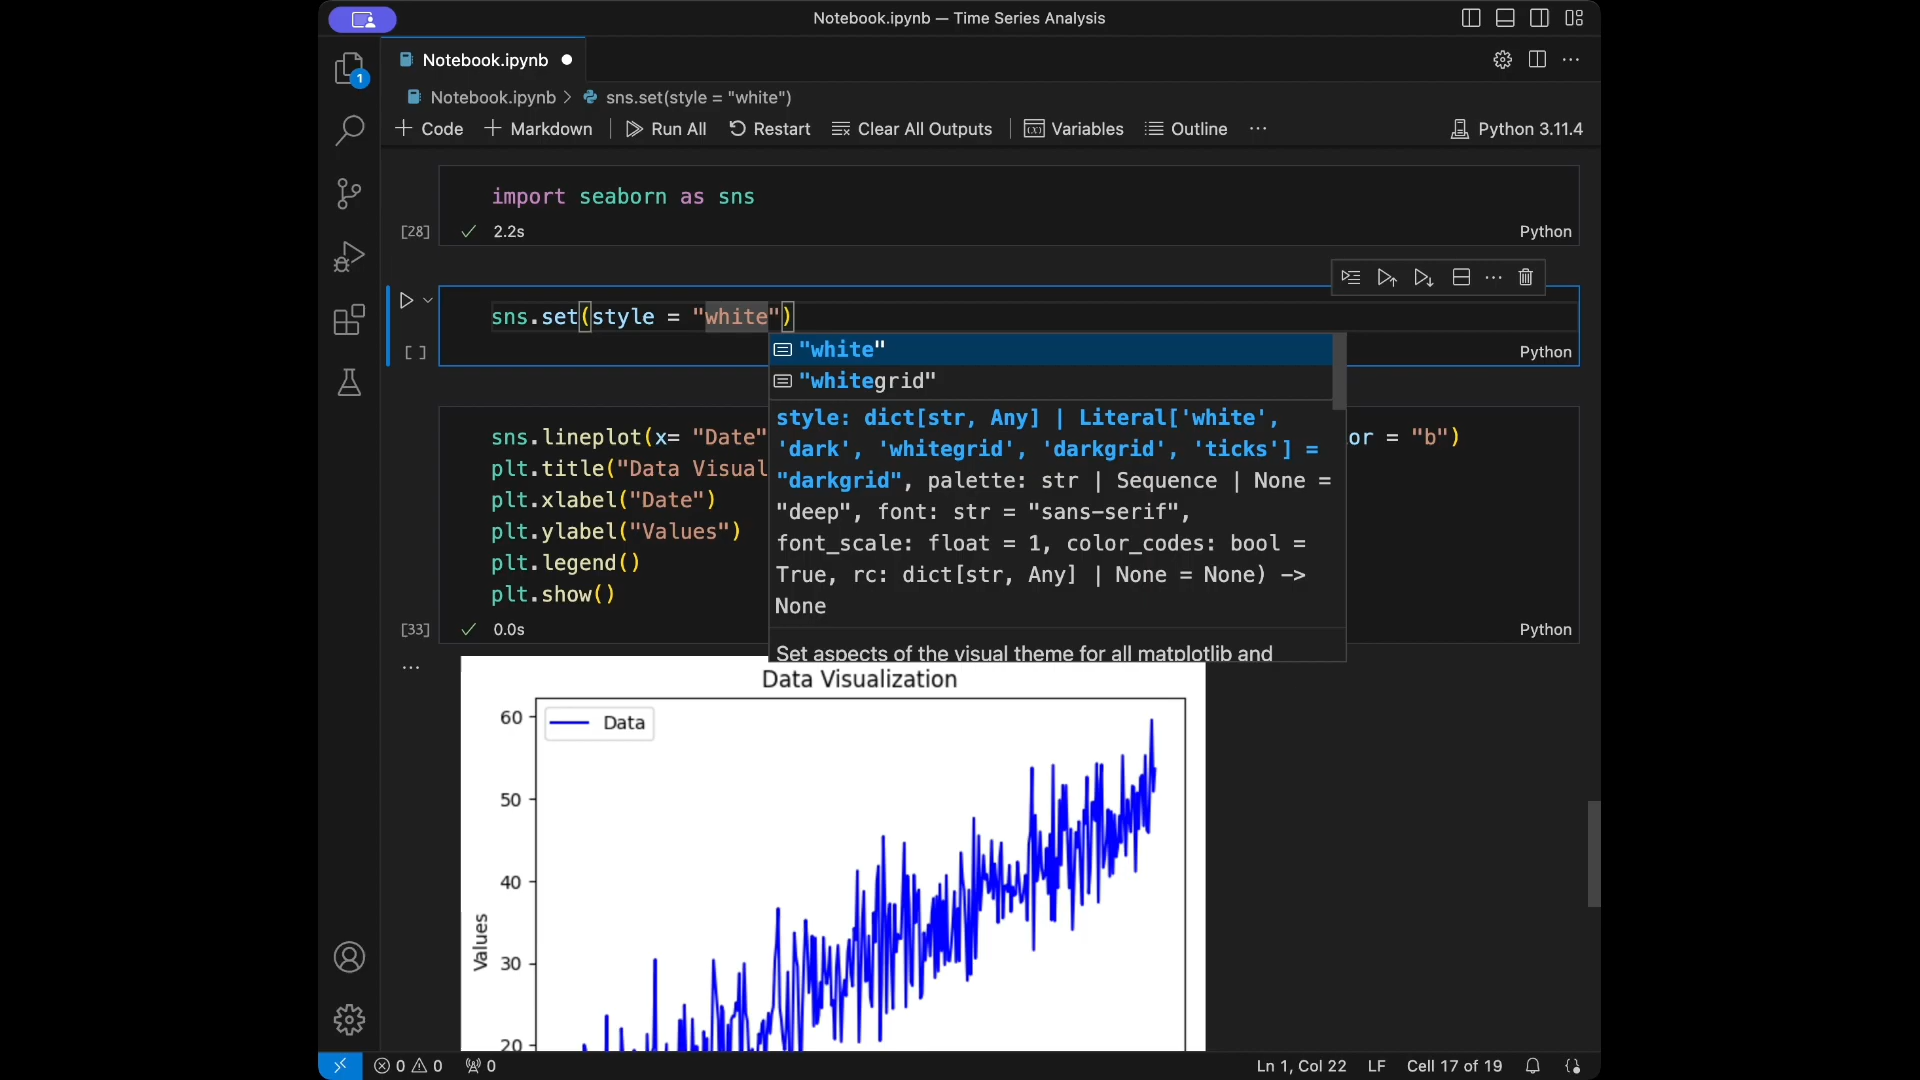 Notebook.ipynb — Time Series Analysis
Notebook.ipynb
1
Notebook.ipynb > sns.set(style = "white")
+ Code + Markdown Run All Restart Clear All Outputs Variables Outline ··· Python 3.11.4
import seaborn as sns
[28] ✓ 2.2s Python
sns.set(style = "white")
[ ] Python
"white"
"whitegrid"
style: dict[str, Any] | Literal['white',
'dark', 'whitegrid', 'darkgrid', 'ticks'] =
"darkgrid", palette: str | Sequence | None =
"deep", font: str = "sans-serif",
font_scale: float = 1, color_codes: bool =
True, rc: dict[str, Any] | None = None) ->
None
Set aspects of the visual theme for all matplotlib and
sns.lineplot(x= "Date" or = "b")
plt.title("Data Visual
plt.xlabel("Date")
plt.ylabel("Values")
plt.legend()
plt.show()
[33] ✓ 0.0s Python
Data Visualization
Data
60
50
40
30
20
Values
0 0 0 Ln 1, Col 22 LF Cell 17 of 19